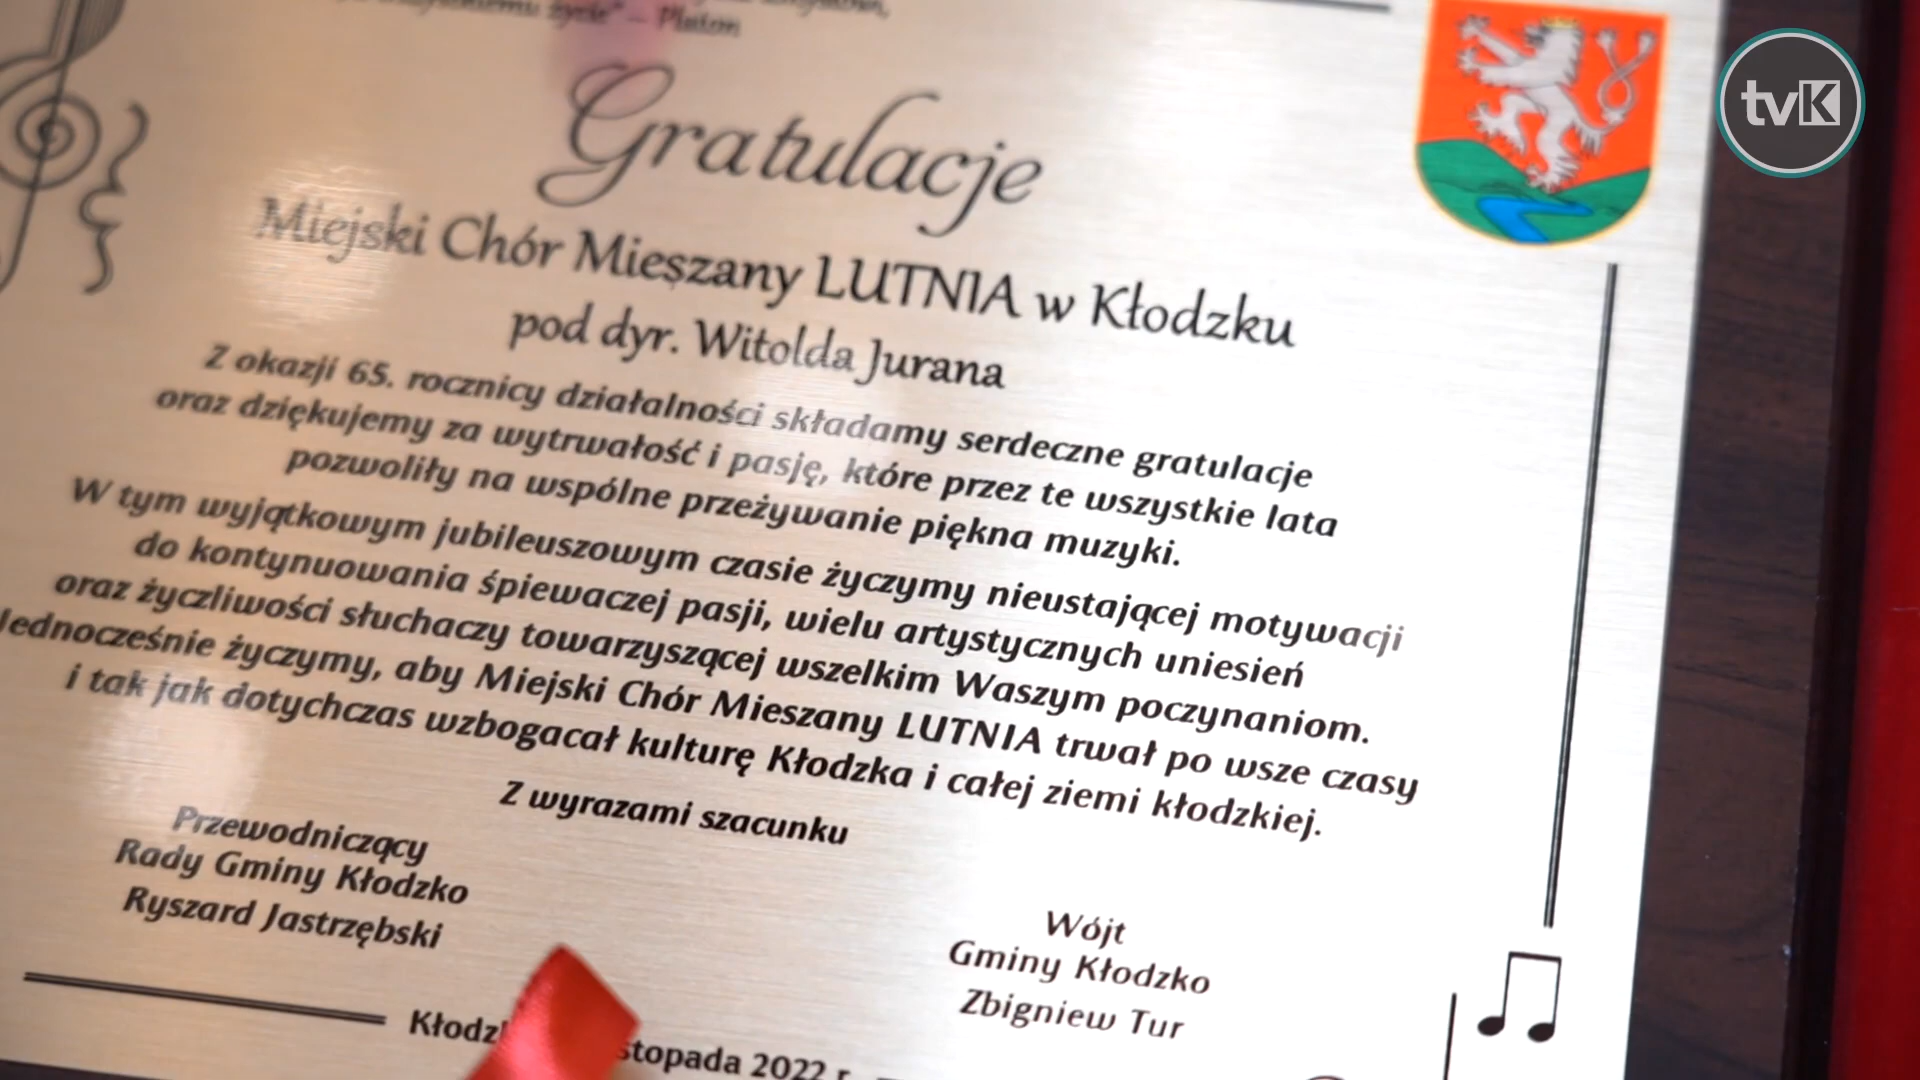 życie" – Platon
tvK
Gratulacje
Miejski Chór Mieszany LUTNIA w Kłodzku
pod dyr. Witolda Jurana
Z okazji 65. rocznicy działalności składamy serdeczne gratulacje
oraz dziękujemy za wytrwałość i pasję, które przez te wszystkie lata
pozwoliły na wspólne przeżywanie piękna muzyki.
W tym wyjątkowym jubileuszowym czasie życzymy nieustającej motywacji
do kontynuowania śpiewaczej pasji, wielu artystycznych uniesień
oraz życzliwości słuchaczy towarzyszącej wszelkim Waszym poczynaniom.
Jednocześnie życzymy, aby Miejski Chór Mieszany LUTNIA trwał po wsze czasy
i tak jak dotychczas wzbogacał kulturę Kłodzka i całej ziemi kłodzkiej.
Z wyrazami szacunku
Przewodniczący
Rady Gminy Kłodzko
Ryszard Jastrzębski
Wójt
Gminy Kłodzko
Zbigniew Tur
Kłodz stopada 2022 r.